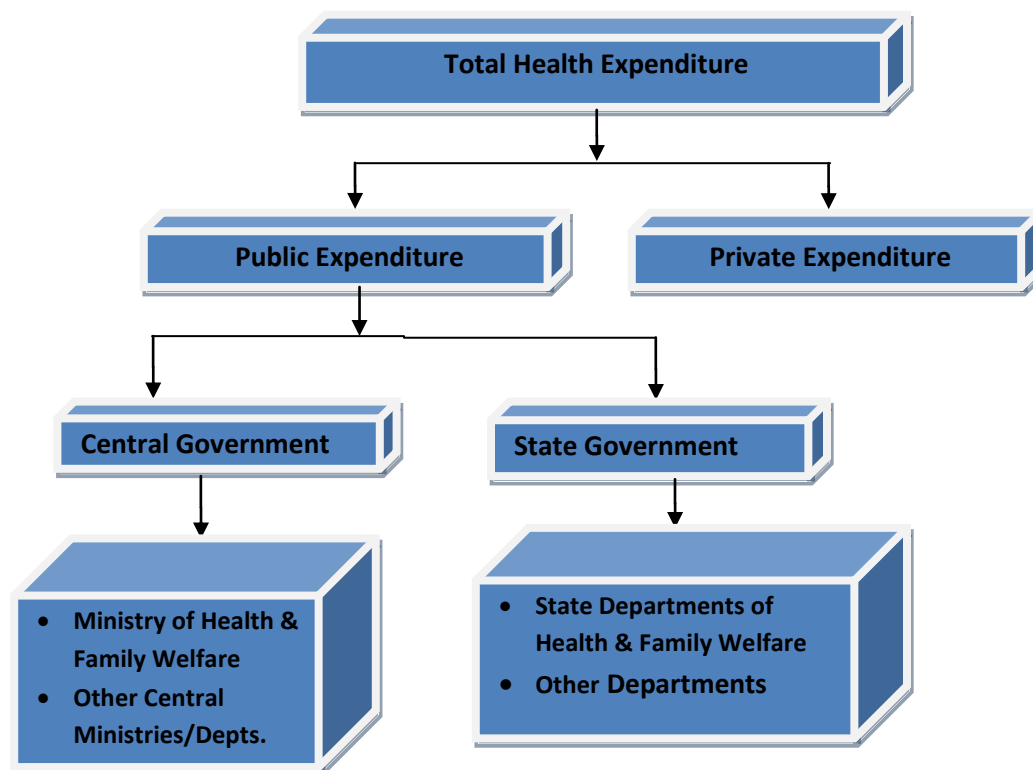 Total Health Expenditure
Public Expenditure
Private Expenditure
Central Government
State Government
• Ministry of Health &
Family Welfare
• Other Central
Ministries/Depts.
• State Departments of
Health & Family Welfare
• Other Departments